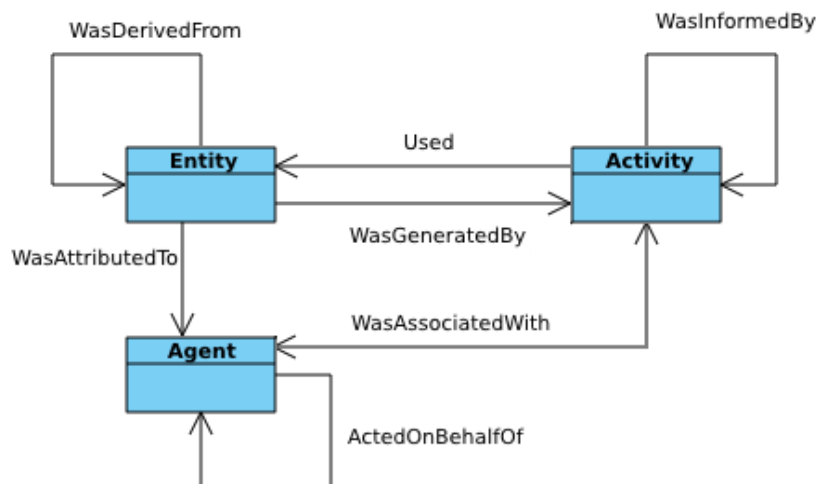 WasDerivedFrom
WasInformedBy
Used
Entity
Activity
WasGeneratedBy
WasAttributedTo
WasAssociatedWith
Agent
ActedOnBehalfOf